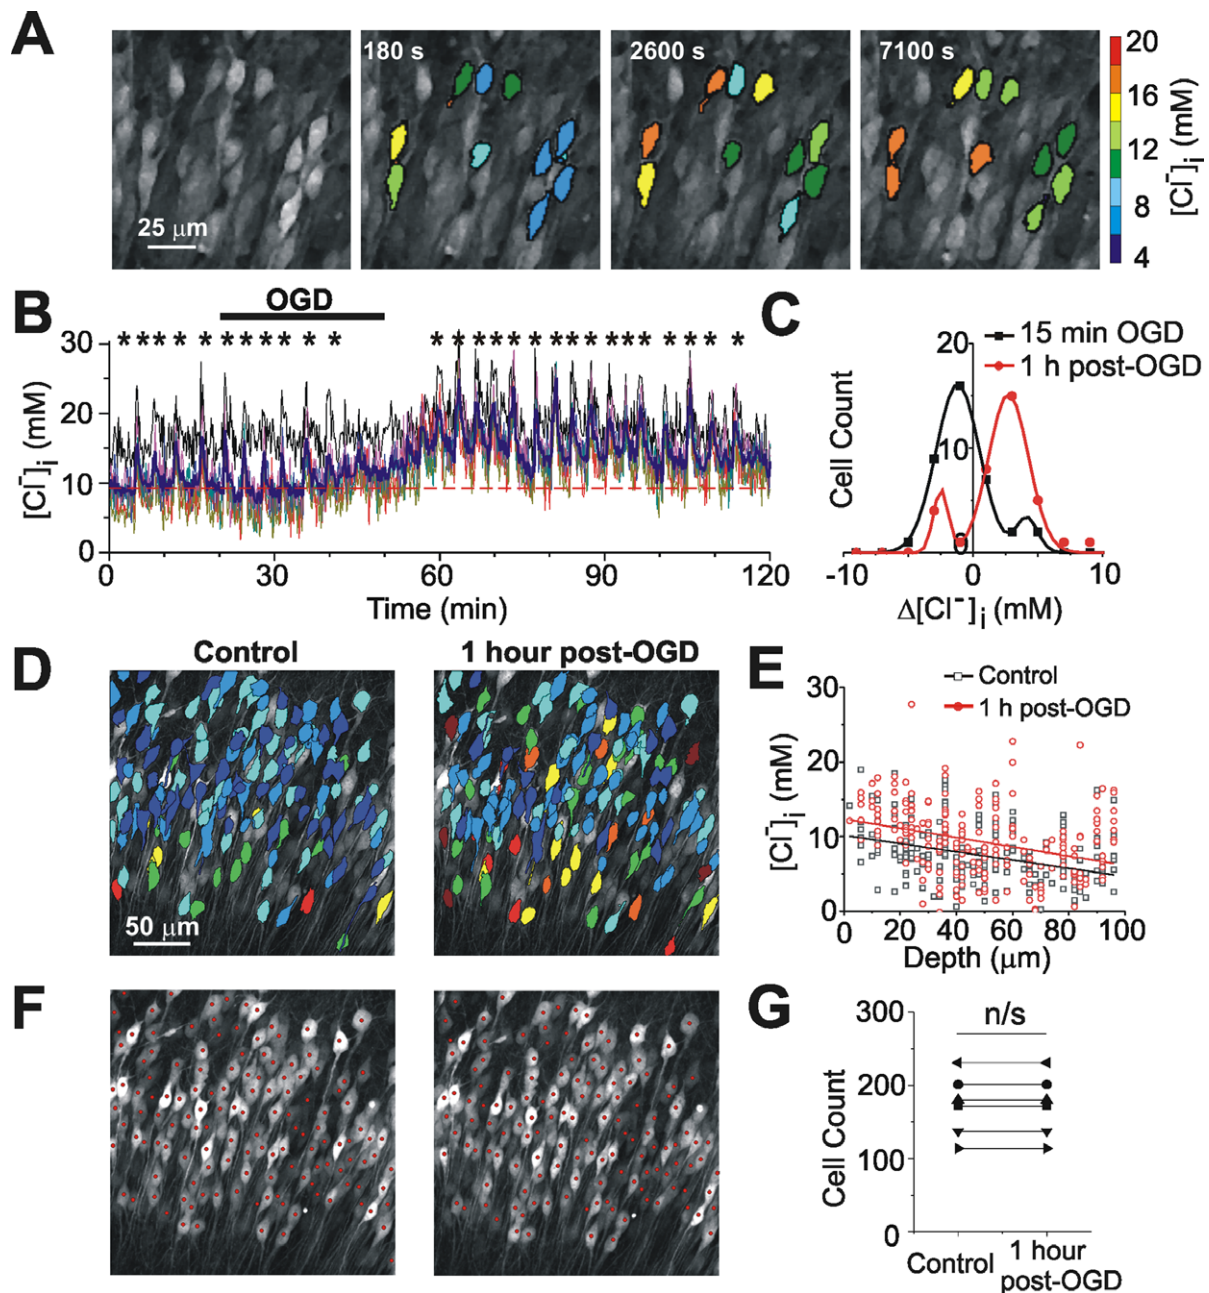 A
180 s
2600 s
7100 s
25 μm
20
16
12
8
4
[Cl⁻]i (mM)
B
OGD
* *** * * * * * * * * * * * * * * * * * * * * * * *
30
20
10
0
[Cl⁻]i (mM)
0 30 60 90 120
Time (min)
C
15 min OGD
1 h post-OGD
20
10
0
Cell Count
-10 0 10
Δ[Cl⁻]i (mM)
D
Control
1 hour post-OGD
50 μm
E
Control
1 h post-OGD
30
20
10
0
[Cl⁻]i (mM)
0 20 40 60 80 100
Depth (μm)
F
G
n/s
300
200
100
0
Cell Count
Control
1 hour
post-OGD